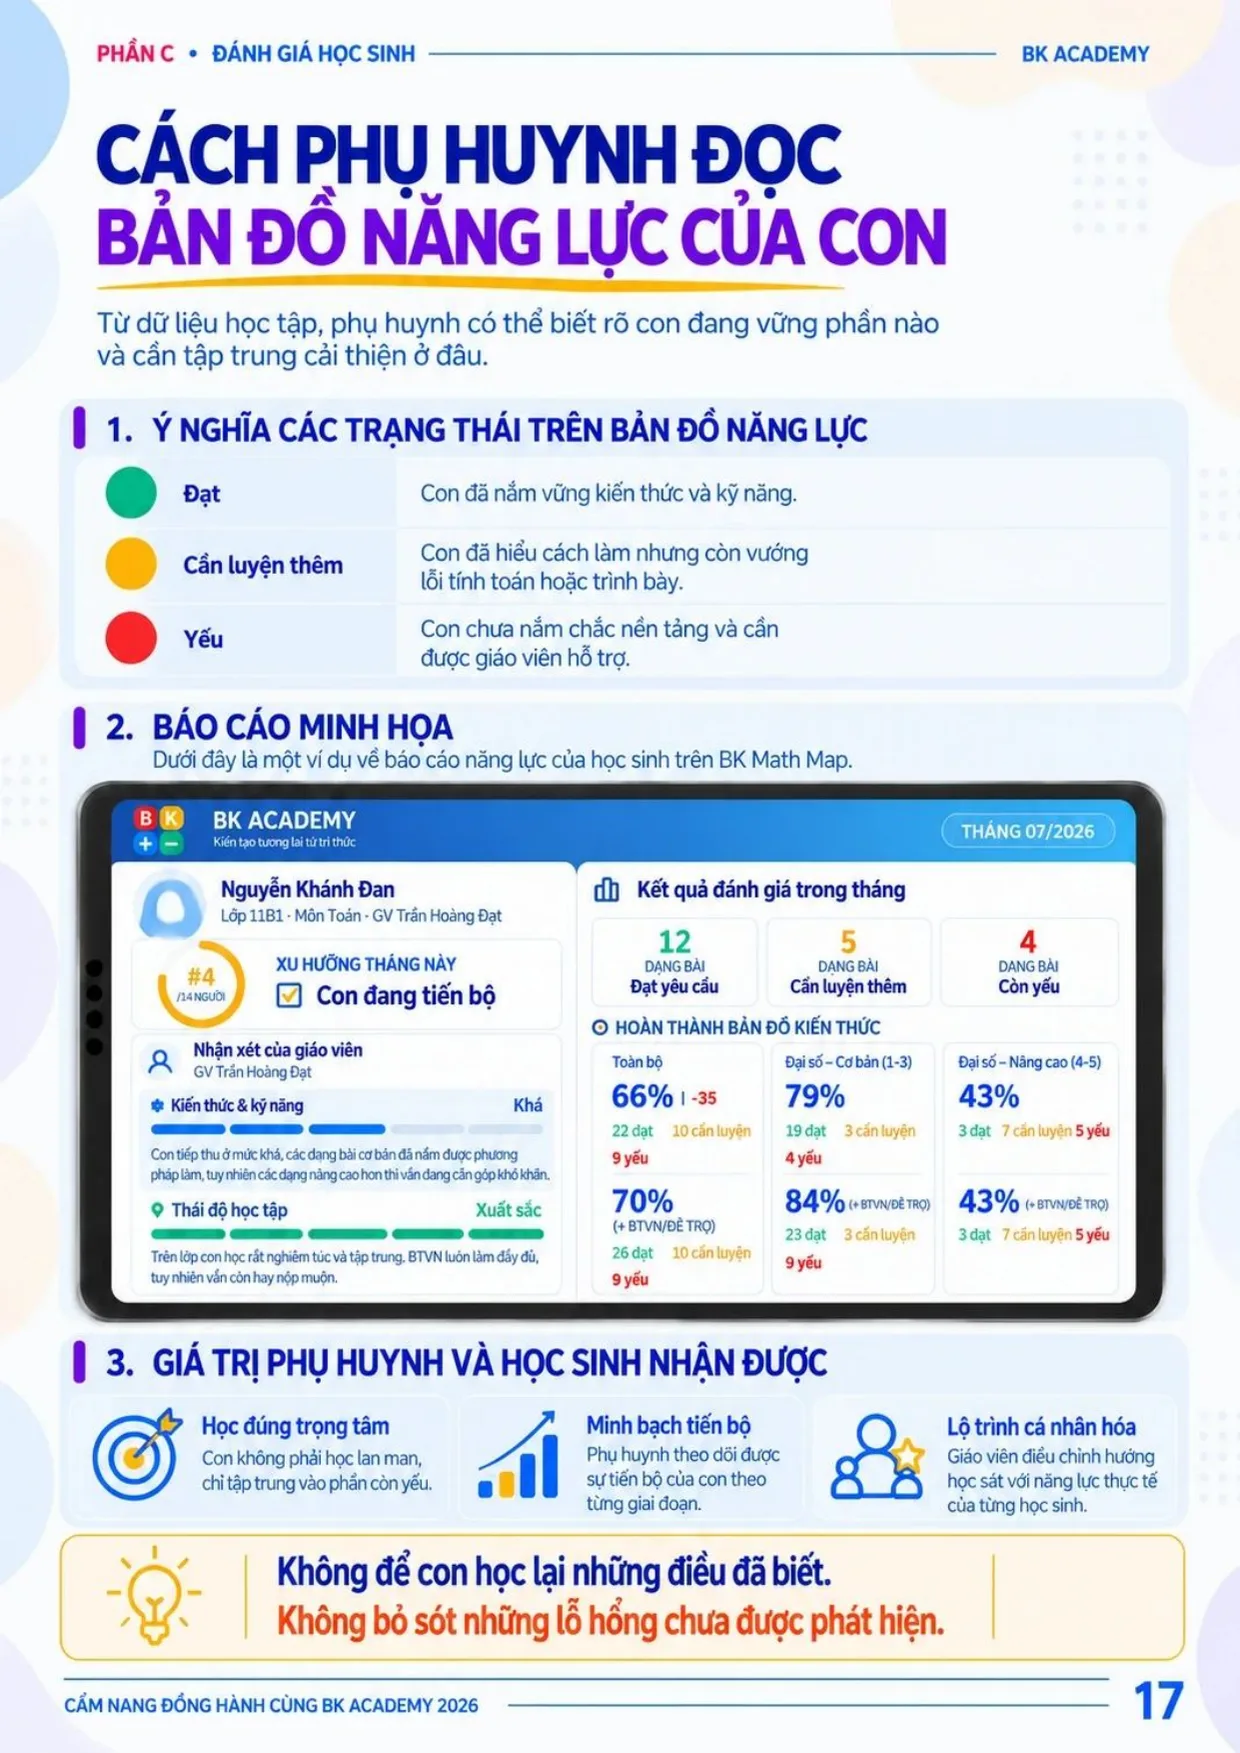 PHẦN C • ĐÁNH GIÁ HỌC SINH
BK ACADEMY
CÁCH PHỤ HUYNH ĐỌC
BẢN ĐỒ NĂNG LỰC CỦA CON
Từ dữ liệu học tập, phụ huynh có thể biết rõ con đang vững phần nào
và cần tập trung cải thiện ở đâu.
1. Ý NGHĨA CÁC TRẠNG THÁI TRÊN BẢN ĐỒ NĂNG LỰC
Đạt
Con đã nắm vững kiến thức và kỹ năng.
Cần luyện thêm
Con đã hiểu cách làm nhưng còn vướng
lỗi tính toán hoặc trình bày.
Yếu
Con chưa nắm chắc nền tảng và cần
được giáo viên hỗ trợ.
2. BÁO CÁO MINH HỌA
Dưới đây là một ví dụ về báo cáo năng lực của học sinh trên BK Math Map.
B K
+ −
BK ACADEMY
Kiến tạo tương lai từ tri thức
THÁNG 07/2026
Nguyễn Khánh Đan
Lớp 11B1 · Môn Toán · GV Trần Hoàng Đạt
#4
/14 NGƯỜI
XU HƯỚNG THÁNG NÀY
Con đang tiến bộ
Nhận xét của giáo viên
GV Trần Hoàng Đạt
Kiến thức & kỹ năng
Khá
Con tiếp thu ở mức khá, các dạng bài cơ bản đã nắm được phương
pháp làm, tuy nhiên các dạng nâng cao hơn thì vẫn đang cần góp khó khăn.
Thái độ học tập
Xuất sắc
Trên lớp con học rất nghiêm túc và tập trung. BTVN luôn làm đầy đủ,
tuy nhiên vẫn còn hay nộp muộn.
Kết quả đánh giá trong tháng
12
DẠNG BÀI
Đạt yêu cầu
5
DẠNG BÀI
Cần luyện thêm
4
DẠNG BÀI
Còn yếu
HOÀN THÀNH BẢN ĐỒ KIẾN THỨC
Toàn bộ
66% | -35
22 đạt 10 cần luyện
9 yếu
70%
(+ BTVN/ĐỀ TRỢ)
26 đạt 10 cần luyện
9 yếu
Đại số – Cơ bản (1-3)
79%
19 đạt 3 cần luyện
4 yếu
84% (+ BTVN/ĐỀ TRỢ)
23 đạt 3 cần luyện
9 yếu
Đại số – Nâng cao (4-5)
43%
3 đạt 7 cần luyện 5 yếu
43% (+ BTVN/ĐỀ TRỢ)
3 đạt 7 cần luyện 5 yếu
3. GIÁ TRỊ PHỤ HUYNH VÀ HỌC SINH NHẬN ĐƯỢC
Học đúng trọng tâm
Con không phải học lan man,
chỉ tập trung vào phần còn yếu.
Minh bạch tiến bộ
Phụ huynh theo dõi được
sự tiến bộ của con theo
từng giai đoạn.
Lộ trình cá nhân hóa
Giáo viên điều chỉnh hướng
học sát với năng lực thực tế
của từng học sinh.
Không để con học lại những điều đã biết.
Không bỏ sót những lỗ hổng chưa được phát hiện.
CẨM NANG ĐỒNG HÀNH CÙNG BK ACADEMY 2026
17